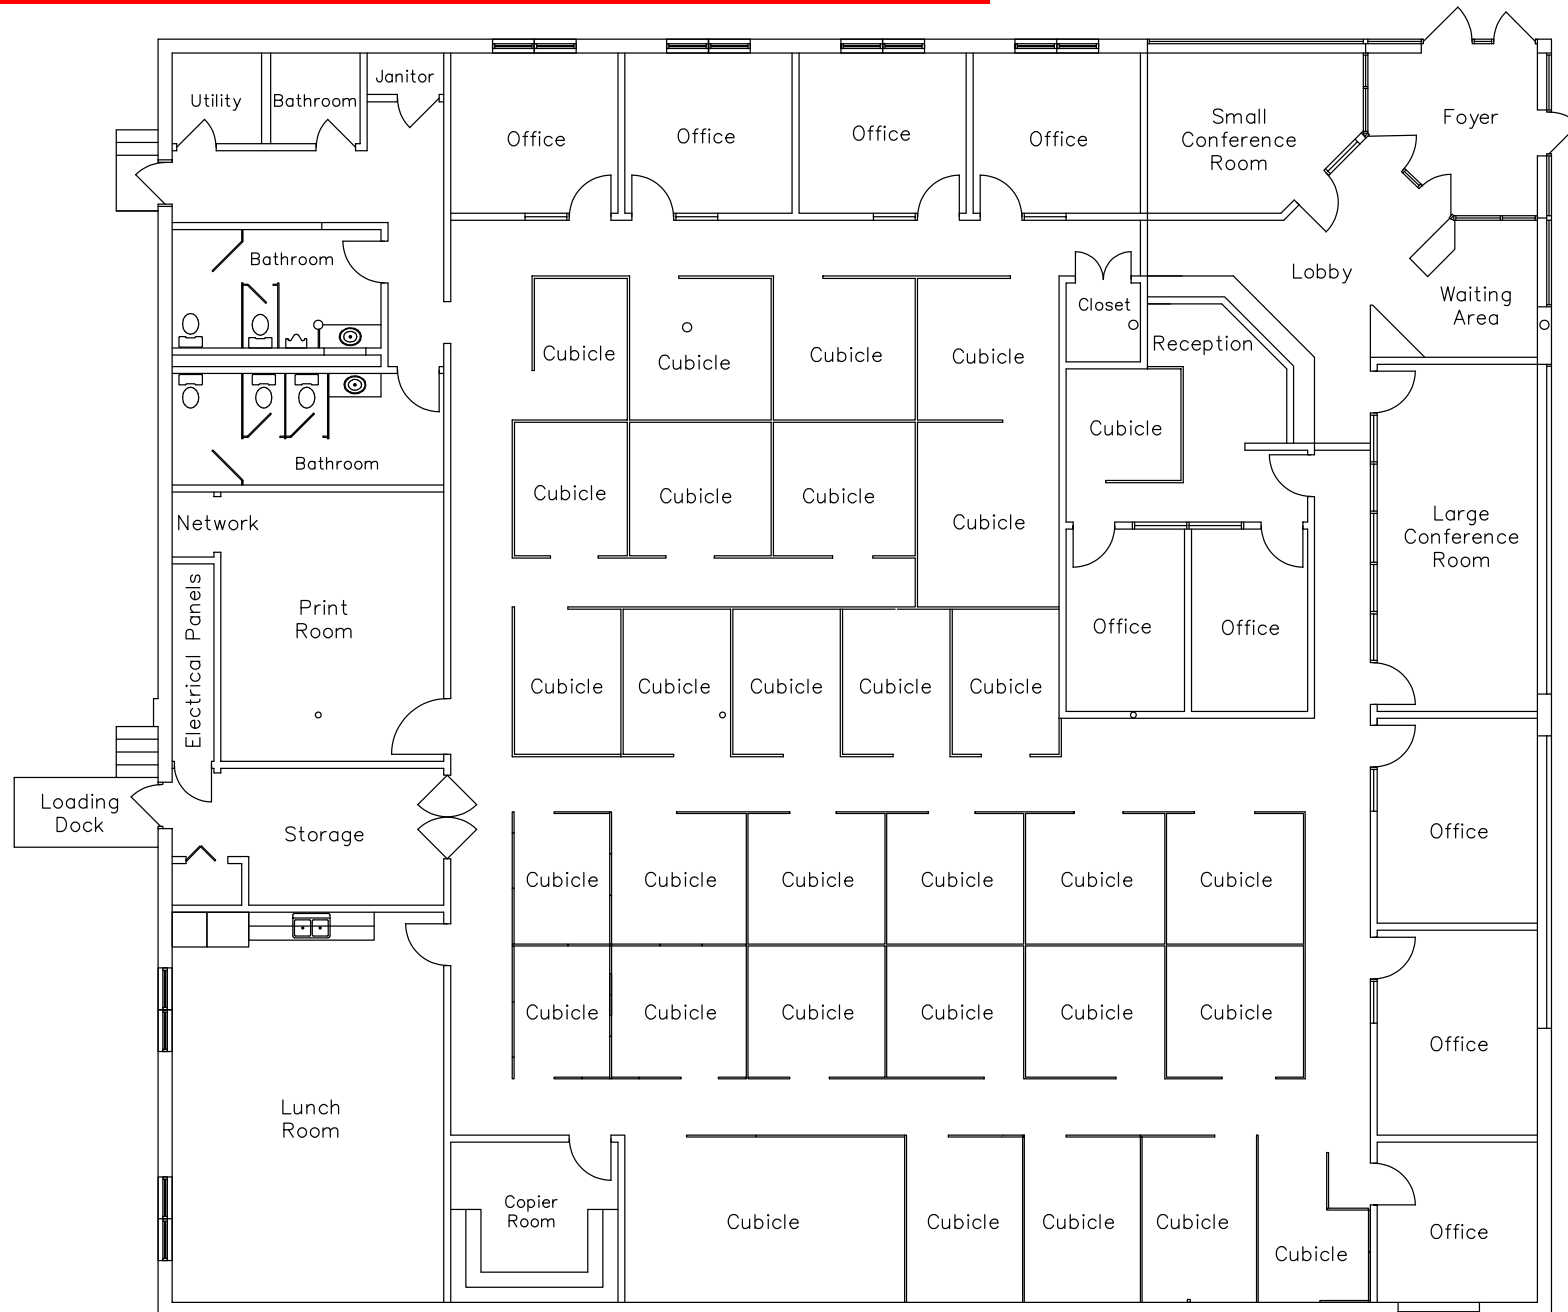 Janitor
Utility
Bathroom
Office
Office
Office
Office
Small
Conference
Room
Foyer
Bathroom
Lobby
Waiting
Area
Closet
Reception
Cubicle
Cubicle
Cubicle
Cubicle
Cubicle
Bathroom
Cubicle
Cubicle
Cubicle
Cubicle
Network
Large
Conference
Room
Electrical Panels
Print
Room
Office
Office
Cubicle
Cubicle
Cubicle
Cubicle
Cubicle
Loading
Dock
Storage
Office
Cubicle
Cubicle
Cubicle
Cubicle
Cubicle
Cubicle
Cubicle
Cubicle
Cubicle
Cubicle
Cubicle
Cubicle
Office
Lunch
Room
Copier
Room
Cubicle
Cubicle
Cubicle
Cubicle
Cubicle
Office